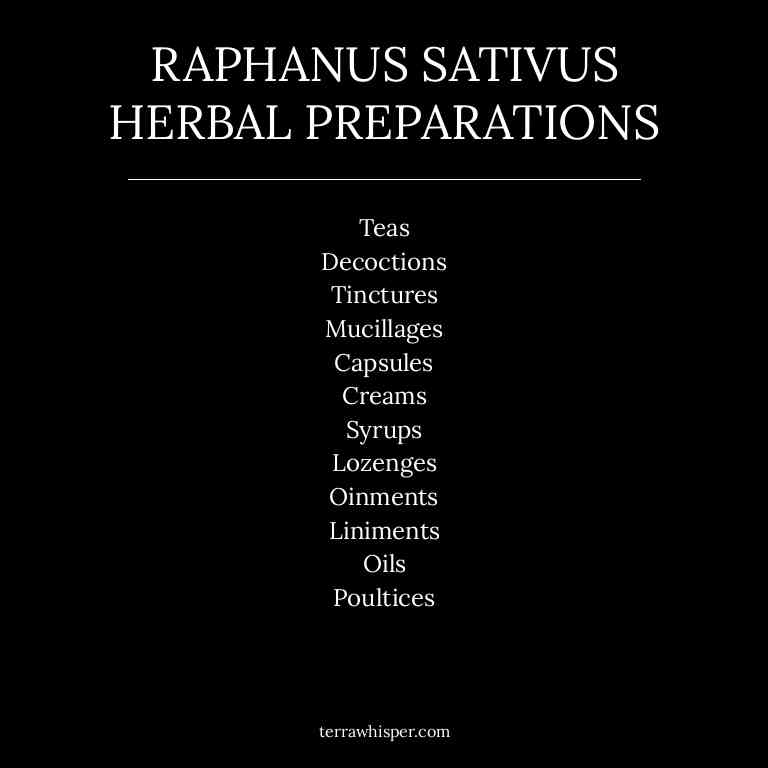 RAPHANUS SATIVUS
HERBAL PREPARATIONS
Teas
Decoctions
Tinctures
Mucillages
Capsules
Creams
Syrups
Lozenges
Oinments
Liniments
Oils
Poultices
terrawhisper.com